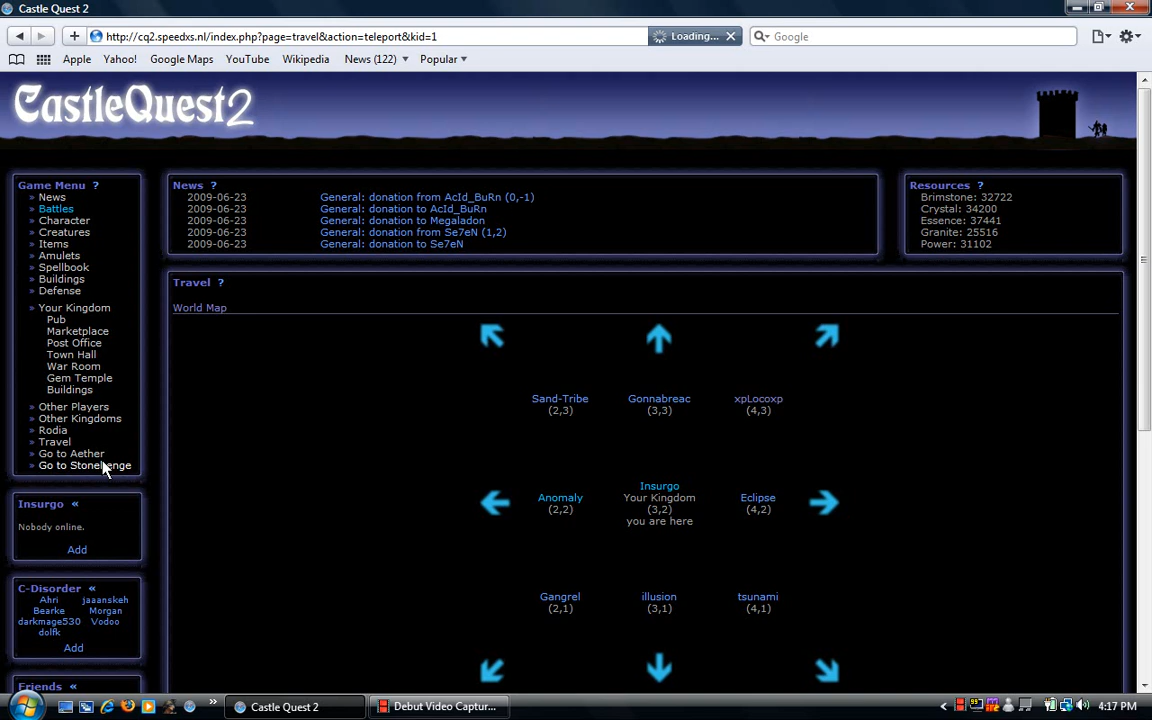 Castle Quest 2
http://cq2.speedxs.nl/index.php?page=travel&action=teleport&kid=1
Loading...
Google
Apple
Yahoo!
Google Maps
YouTube
Wikipedia
News (122)
Popular
CastleQuest2
Game Menu ?
» News
» Battles
» Character
» Creatures
» Items
» Amulets
» Spellbook
» Buildings
» Defense
» Your Kingdom
Pub
Marketplace
Post Office
Town Hall
War Room
Gem Temple
Buildings
» Other Players
» Other Kingdoms
» Rodia
» Travel
» Go to Aether
» Go to Stonehenge
Insurgo «
Nobody online.
Add
C-Disorder «
Ahri jaaanskeh
Bearke Morgan
darkmage530 Vodoo
dolfk
Add
Friends «
News ?
2009-06-23 General: donation from AcId_BuRn (0,-1)
2009-06-23 General: donation to AcId_BuRn
2009-06-23 General: donation to Megaladon
2009-06-23 General: donation from Se7eN (1,2)
2009-06-23 General: donation to Se7eN
Resources ?
Brimstone: 32722
Crystal: 34200
Essence: 37441
Granite: 25516
Power: 31102
Travel ?
World Map
Sand-Tribe Gonnabreac xpLocoxp
(2,3) (3,3) (4,3)
Insurgo
Anomaly Your Kingdom Eclipse
(2,2) (3,2) (4,2)
you are here
Gangrel illusion tsunami
(2,1) (3,1) (4,1)
Castle Quest 2
Debut Video Captur...
99
4:17 PM